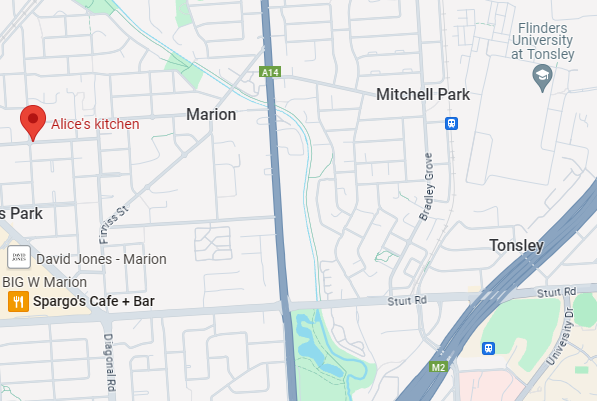 Flinders
University
at Tonsley
A14
Mitchell Park
Marion
Alice's kitchen
Bradley Grove
s Park
Finniss St
DAVID
JONES
David Jones - Marion
Tonsley
BIG W Marion
Spargo's Cafe + Bar
Sturt Rd
Sturt Rd
Diagonal Rd
University Dr
M2